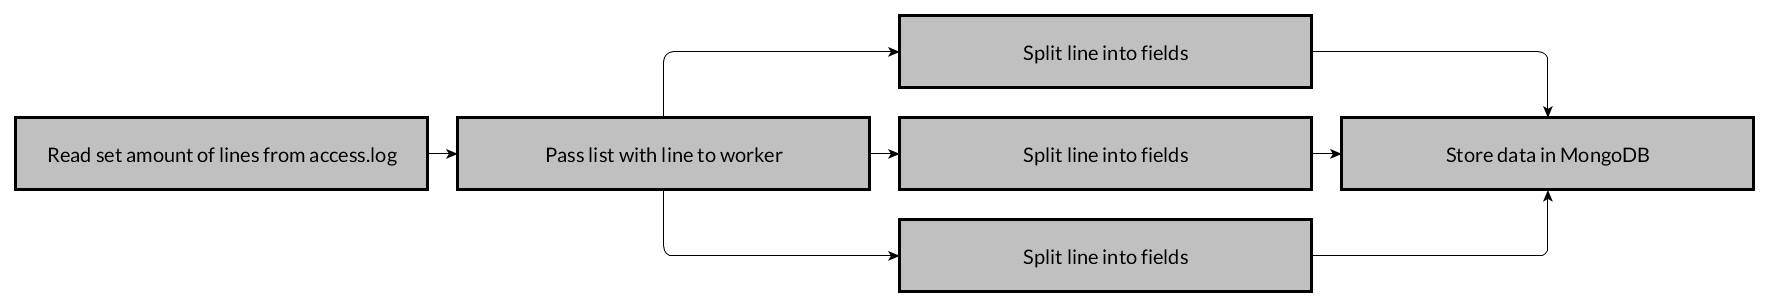 Split line into fields
Read set amount of lines from access.log
Pass list with line to worker
Split line into fields
Store data in MongoDB
Split line into fields